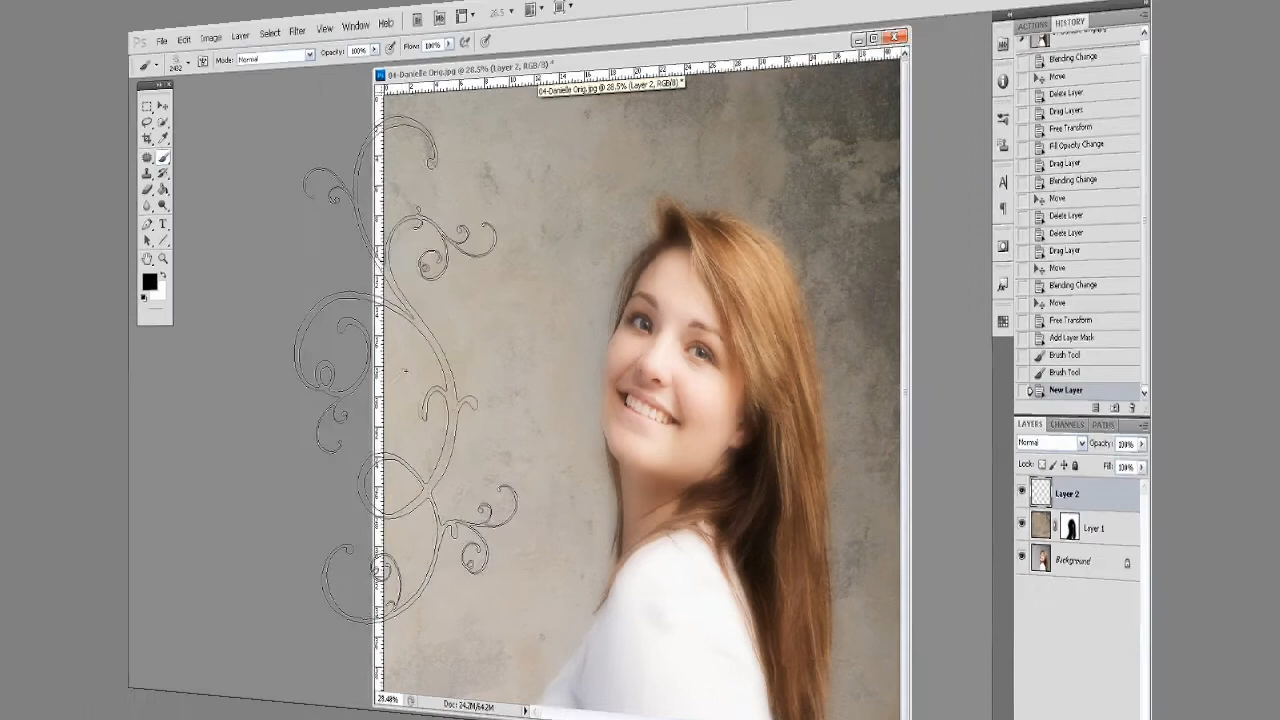 Ps File Edit Image Layer Select Filter View Window Help 28.5
2492 Mode: Normal Opacity: 100% Flow: 100%
04-Danielle Orig.jpg @ 28.5% (Layer 2, RGB/8) *
04-Danielle Orig.jpg @ 28.5% (Layer 2, RGB/8) *
ACTIONS HISTORY
Blending Change
Move
Delete Layer
Drag Layers
Free Transform
Fill Opacity Change
Drag Layer
Blending Change
Move
Delete Layer
Delete Layer
Drag Layer
Move
Blending Change
Move
Free Transform
Add Layer Mask
Brush Tool
Brush Tool
New Layer
LAYERS CHANNELS PATHS
Normal Opacity: 100%
Lock: Fill: 100%
Layer 2
Layer 1
Background
28.48% Doc: 24.2M/64.2M